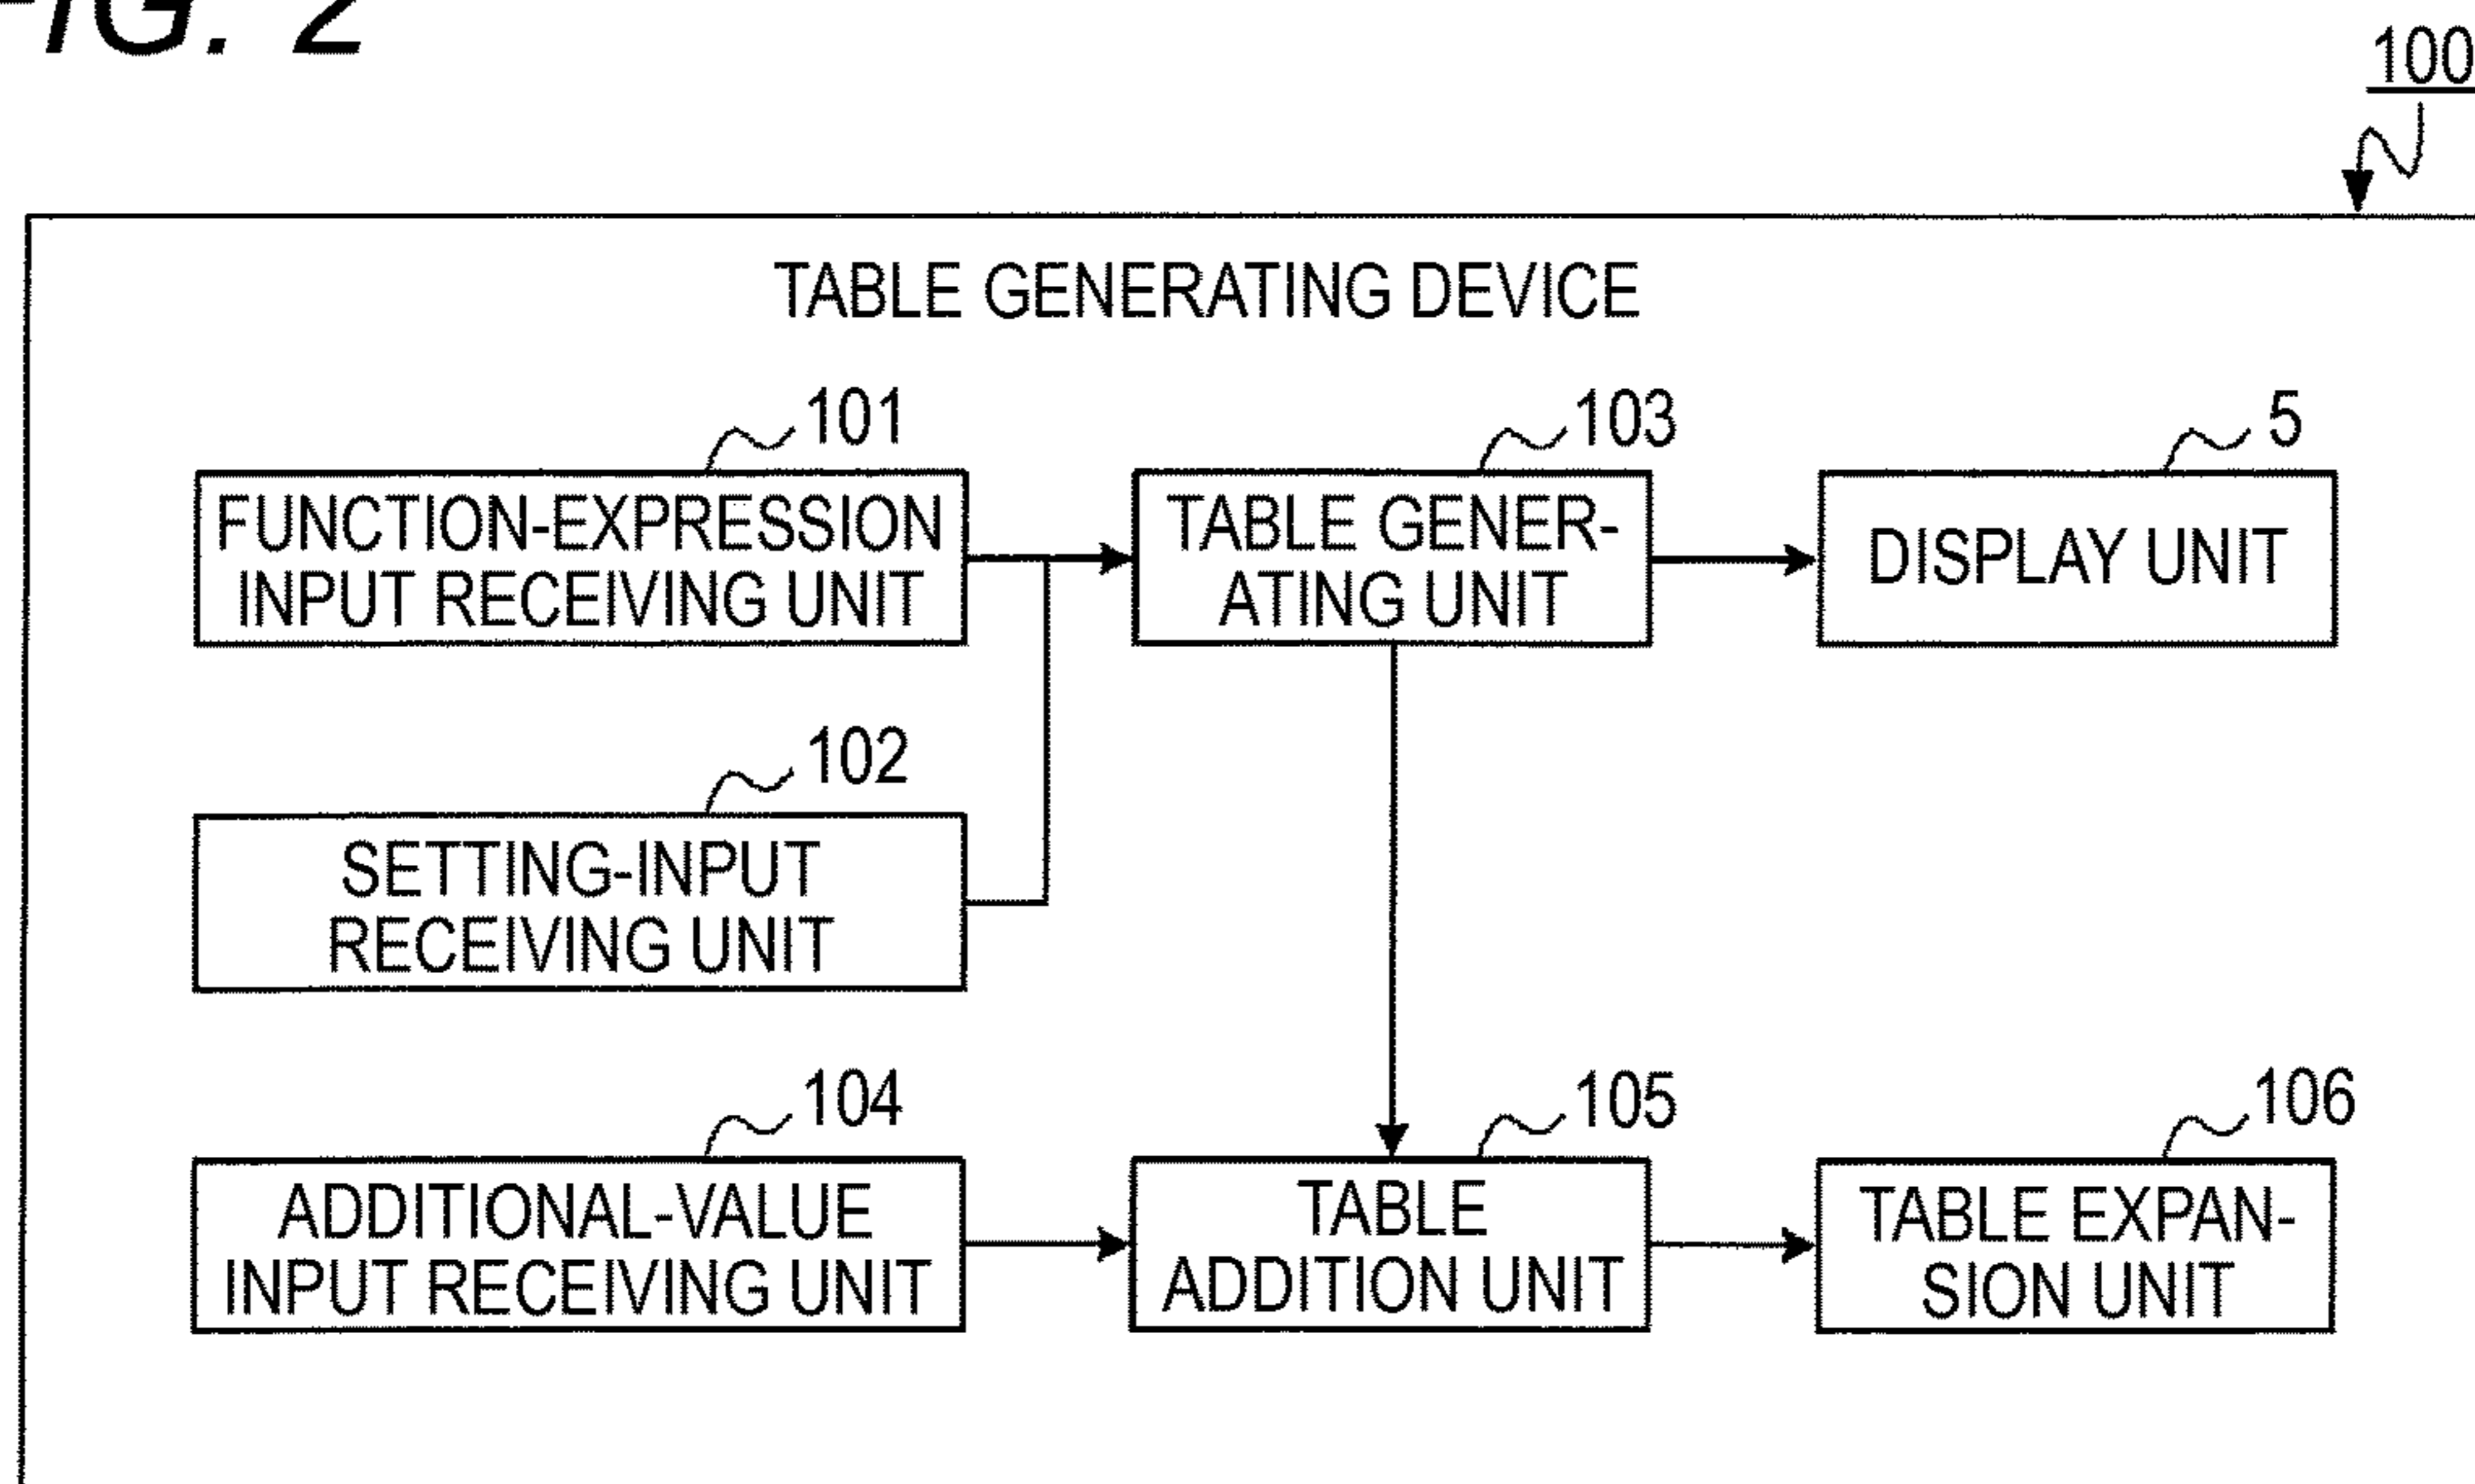 FIG. 2
100
TABLE GENERATING DEVICE
101
103
5
FUNCTION-EXPRESSION
INPUT RECEIVING UNIT
TABLE GENER-
ATING UNIT
DISPLAY UNIT
102
SETTING-INPUT
RECEIVING UNIT
104
105
106
ADDITIONAL-VALUE
INPUT RECEIVING UNIT
TABLE
ADDITION UNIT
TABLE EXPAN-
SION UNIT